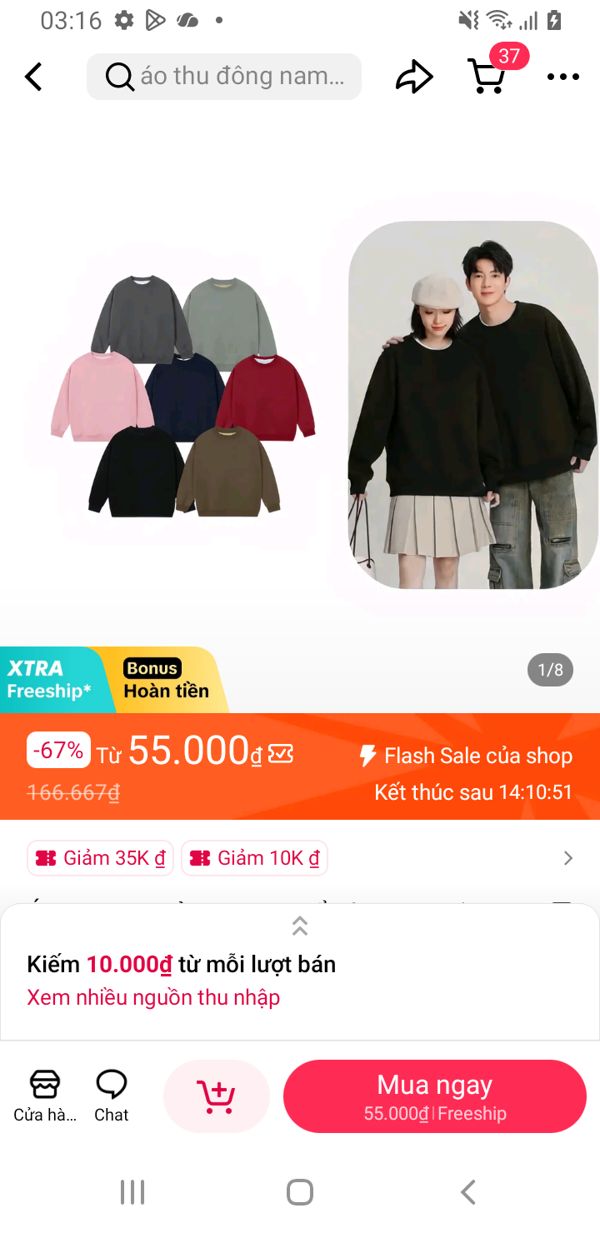 03:16
37
áo thu đông nam...
XTRA
Freeship*
Bonus
Hoàn tiền
1/8
-67% Từ 55.000₫
166.667₫
Flash Sale của shop
Kết thúc sau 14:10:51
Giảm 35K ₫
Giảm 10K ₫
Kiếm 10.000₫ từ mỗi lượt bán
Xem nhiều nguồn thu nhập
Cửa hà...
Chat
Mua ngay
55.000₫ | Freeship